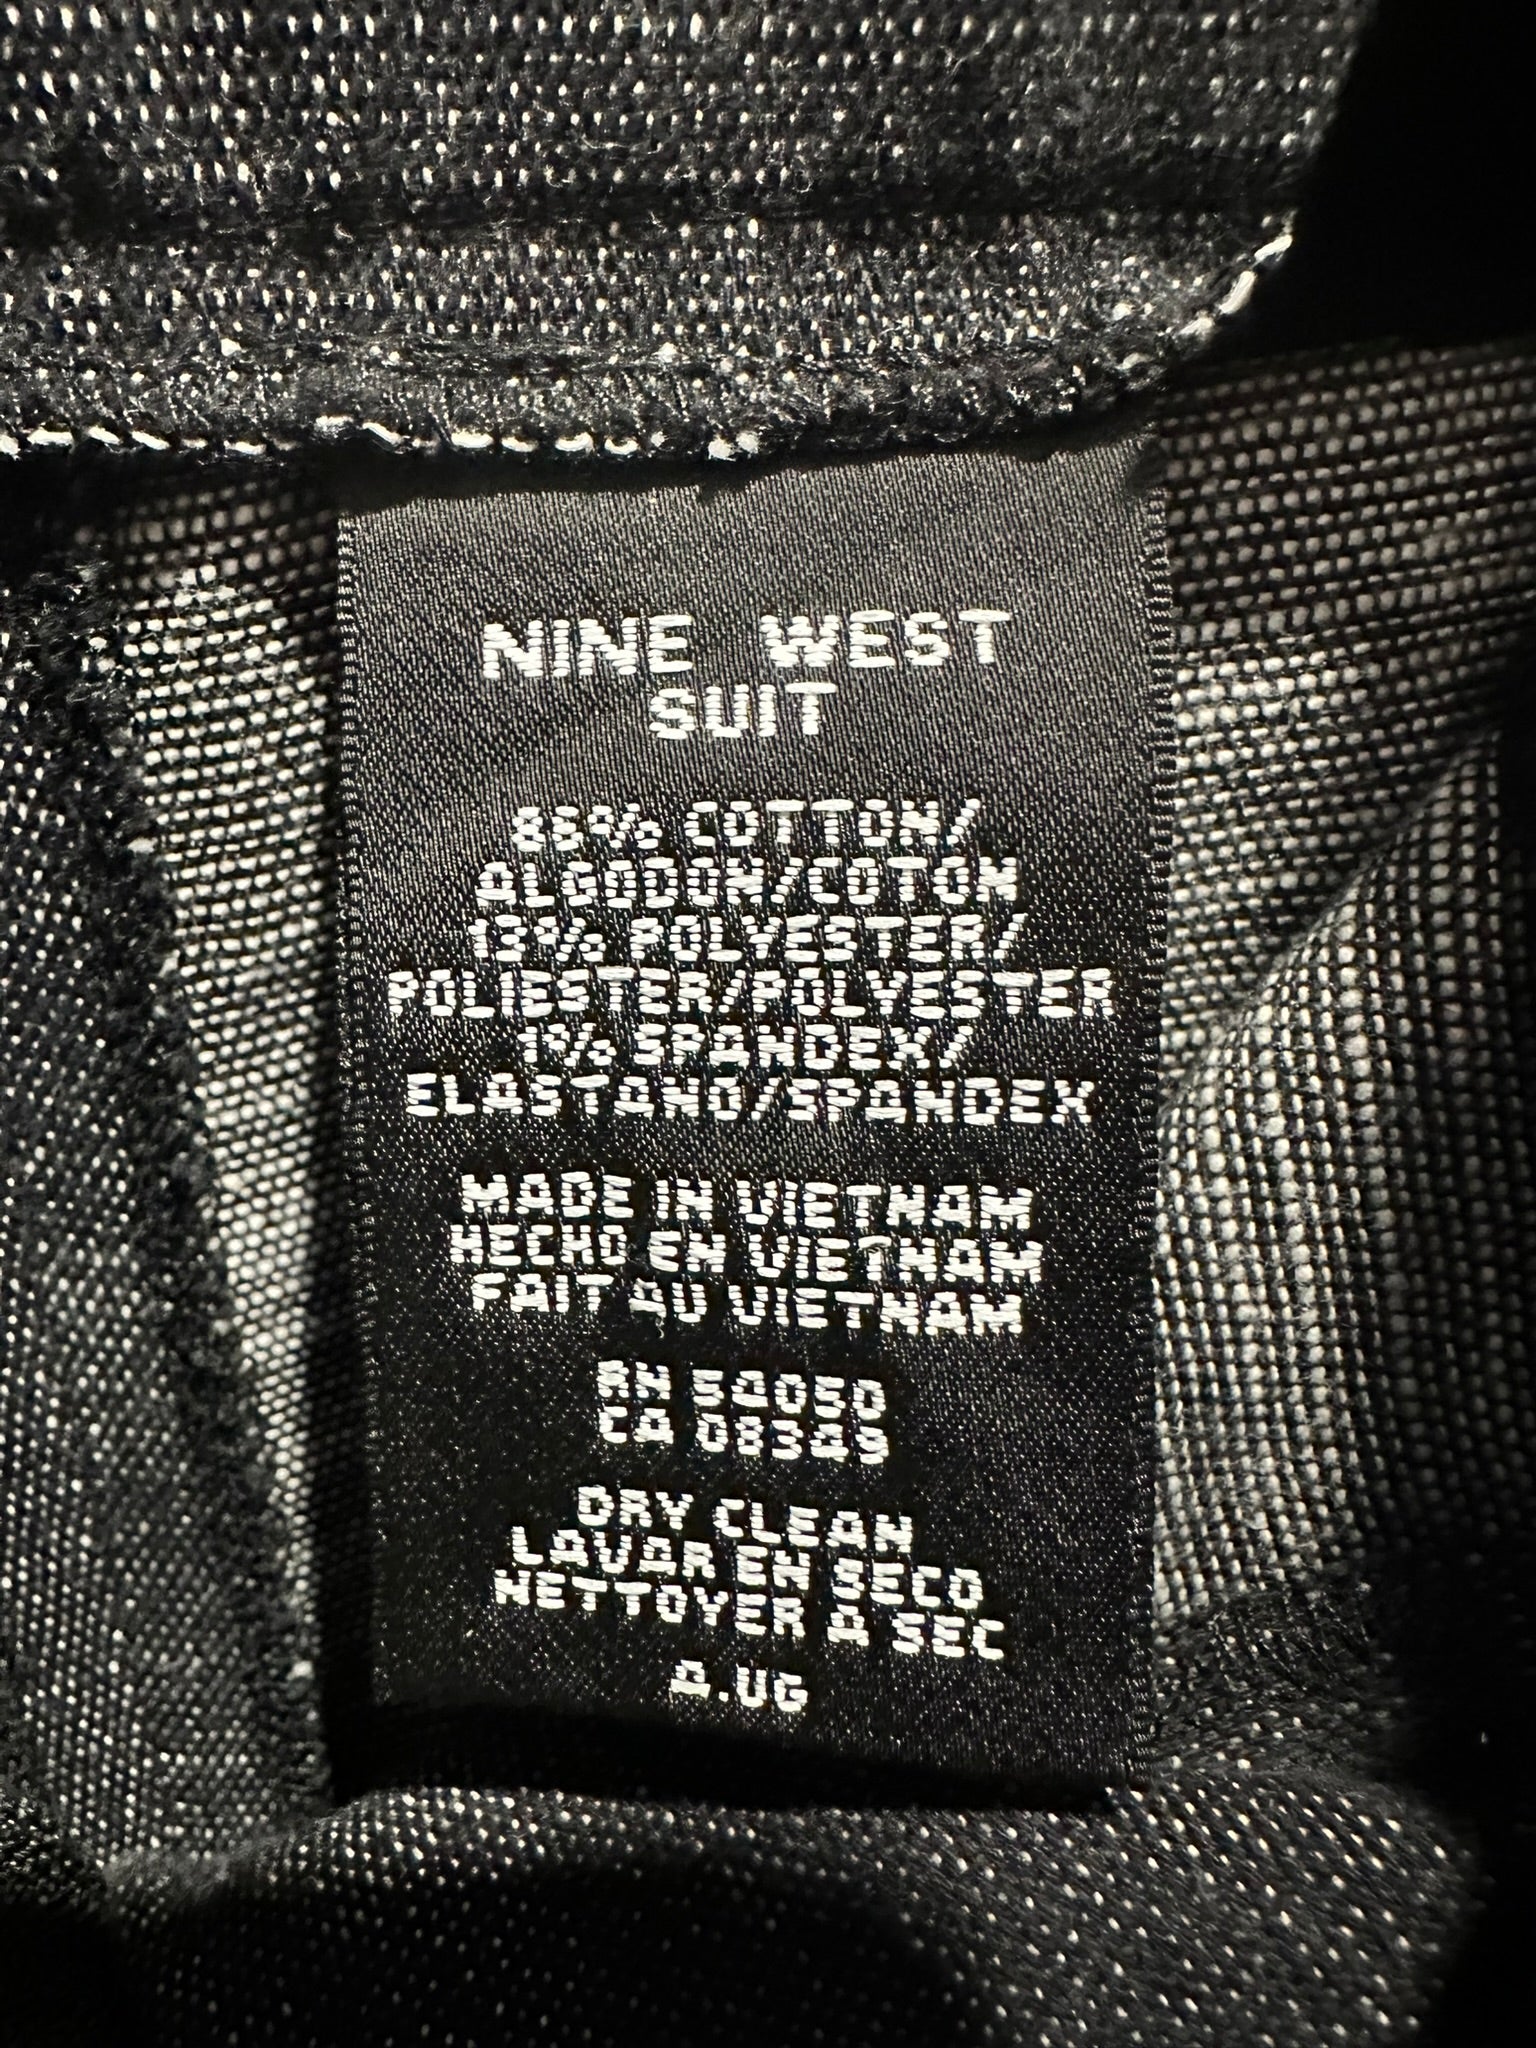 NINE WEST
SUIT
86% COTTON/
ALGODON/COTON
13% POLYESTER/
POLIESTER/POLYESTER
1% SPANDEX/
ELASTANO/SPANDEX
MADE IN VIETNAM
HECHO EN VIETNAM
FAIT AU VIETNAM
RN 54050
CA 08349
DRY CLEAN
LAVAR EN SECO
NETTOYER A SEC
A.UG